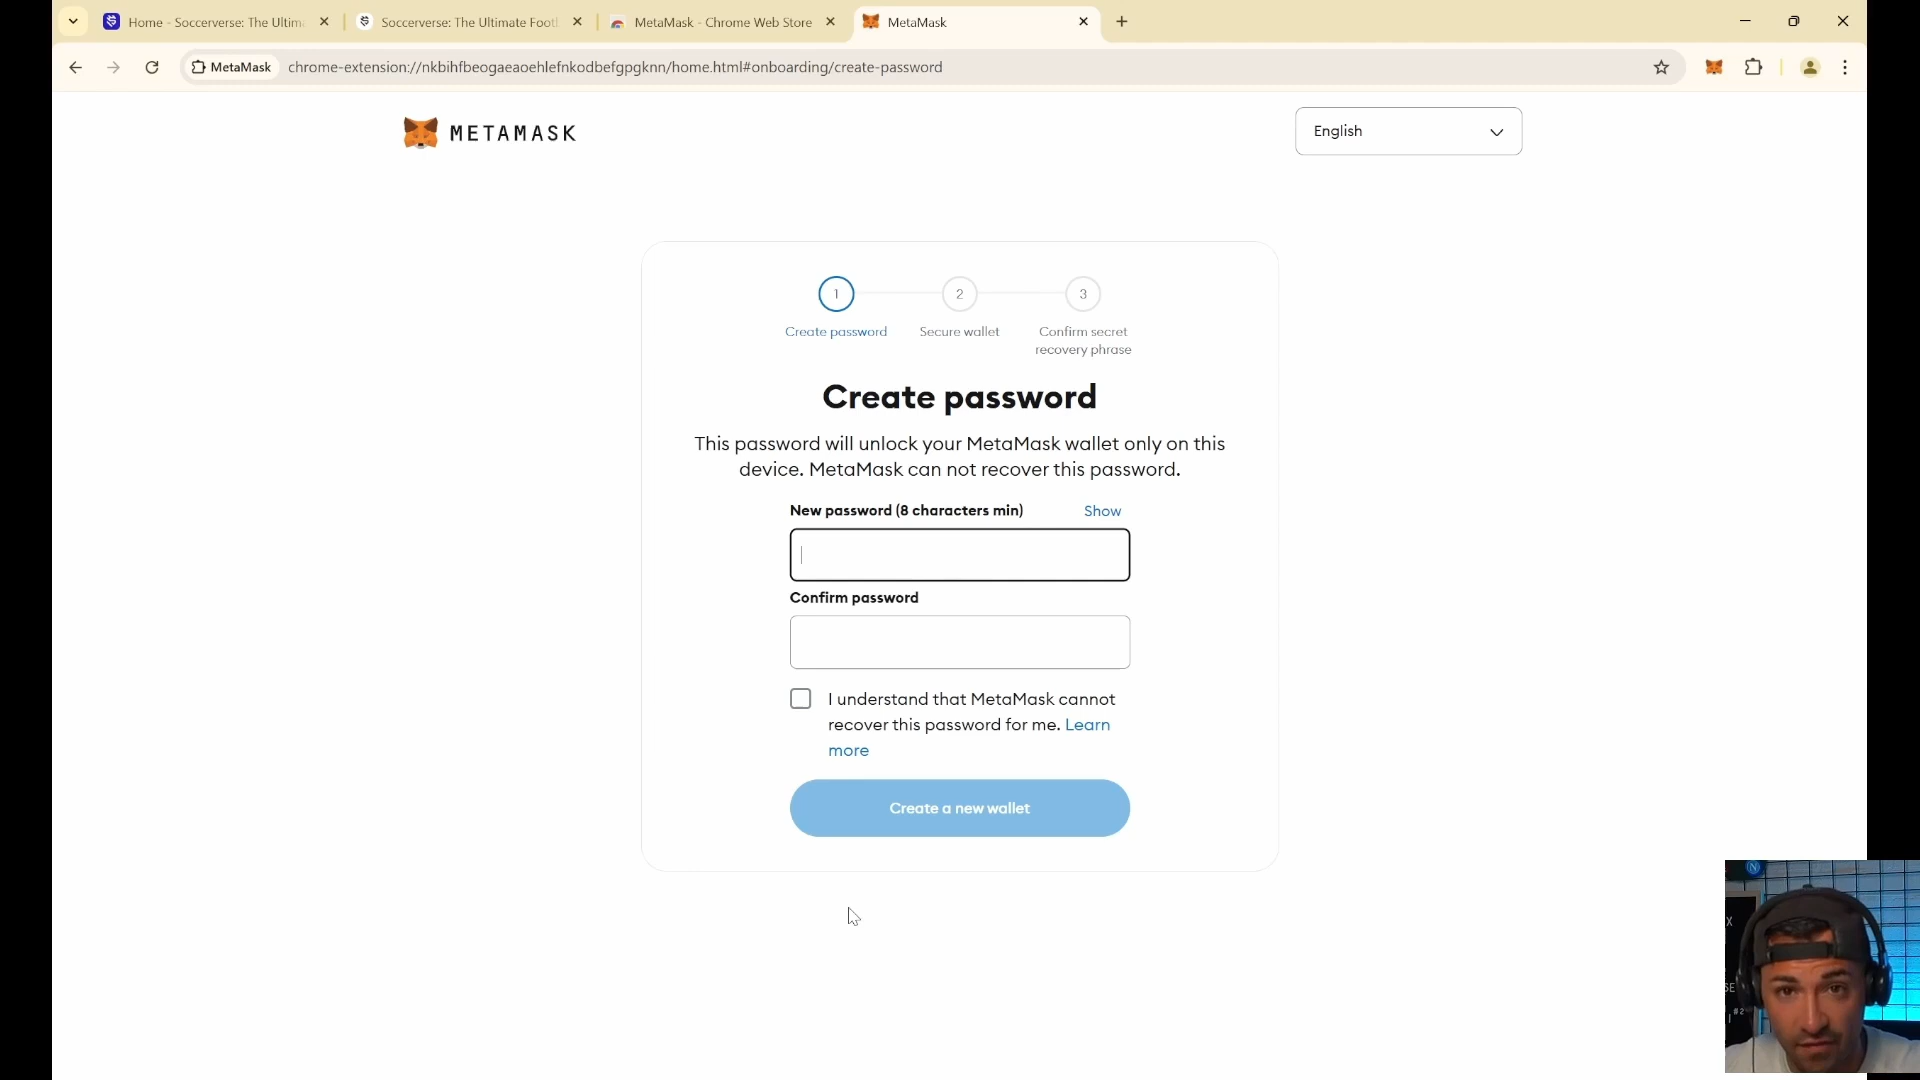 Home - Soccerverse: The Ultim
Soccerverse: The Ultimate Foot
MetaMask - Chrome Web Store
MetaMask
MetaMask
chrome-extension://nkbihfbeogaeaoehlefnkodbefgpgknn/home.html#onboarding/create-password
METAMASK
English
1
2
3
Create password
Secure wallet
Confirm secret
recovery phrase
Create password
This password will unlock your MetaMask wallet only on this
device. MetaMask can not recover this password.
New password (8 characters min)
Show
Confirm password
I understand that MetaMask cannot
recover this password for me. Learn
more
Create a new wallet
N
X
SE
#2